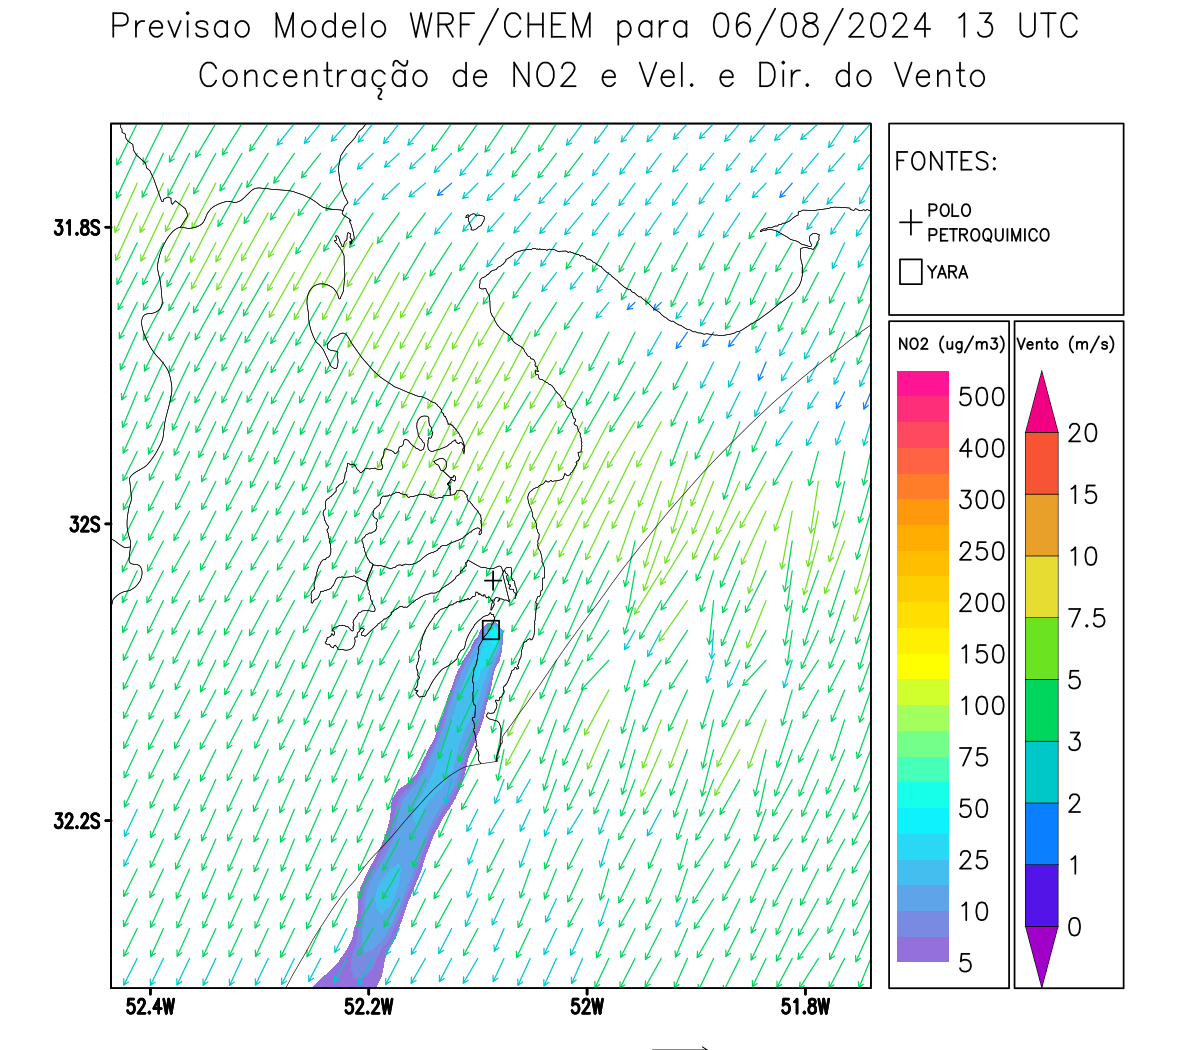 Previsao Modelo WRF/CHEM para 06/08/2024 13 UTC
Concentração de NO2 e Vel. e Dir. do Vento
FONTES:
POLO
PETROQUIMICO
YARA
31.8S
32S
32.2S
52.4W
52.2W
52W
51.8W
NO2 (ug/m3)
500
400
300
250
200
150
100
75
50
25
10
5
Vento (m/s)
20
15
10
7.5
5
3
2
1
0